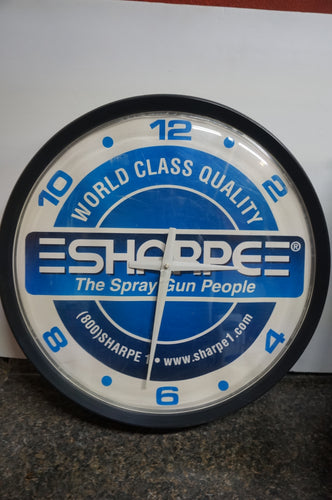 12
WORLD CLASS QUALITY
10
2
SHARPE®
The Spray Gun People
8
4
(800)SHARPE 1 • www.sharpe1.com
6